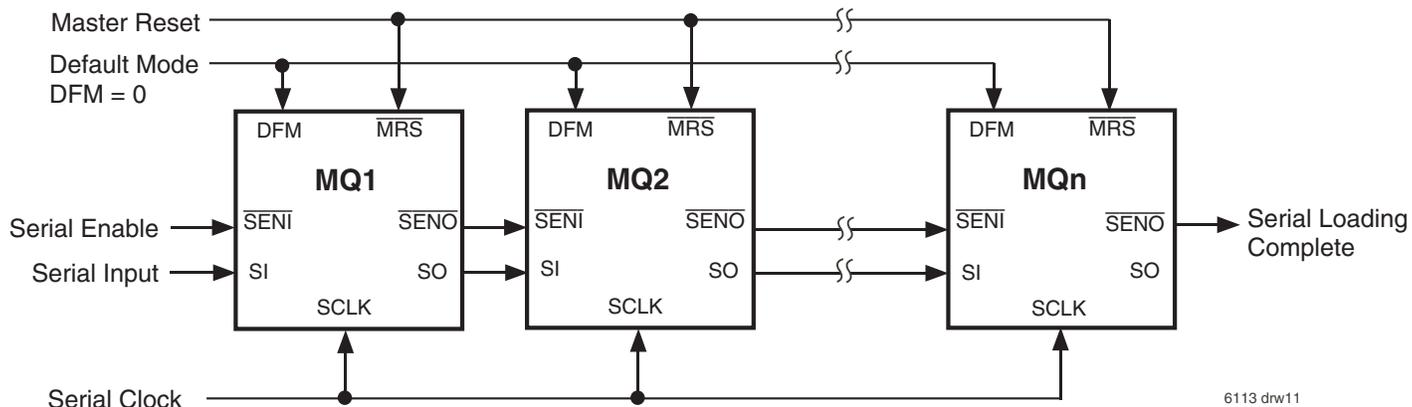 Master Reset
Default Mode
DFM = 0
DFM
MRS
DFM
MRS
DFM
MRS
MQ1
MQ2
MQn
Serial Enable
SENI
SENO
SENI
SENO
SENI
SENO
Serial Loading
Complete
Serial Input
SI
SO
SI
SO
SI
SO
SCLK
SCLK
SCLK
Serial Clock
6113 drw11